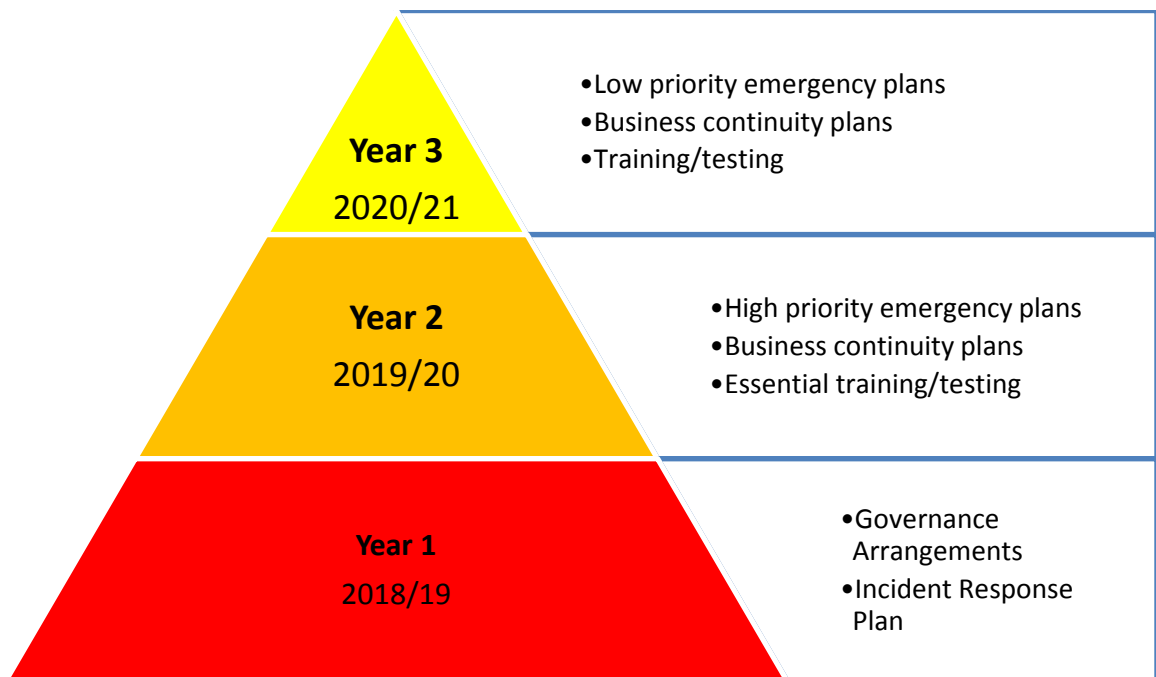 Year 3
2020/21
•Low priority emergency plans
•Business continuity plans
•Training/testing
Year 2
2019/20
•High priority emergency plans
•Business continuity plans
•Essential training/testing
Year 1
2018/19
•Governance
Arrangements
•Incident Response
Plan